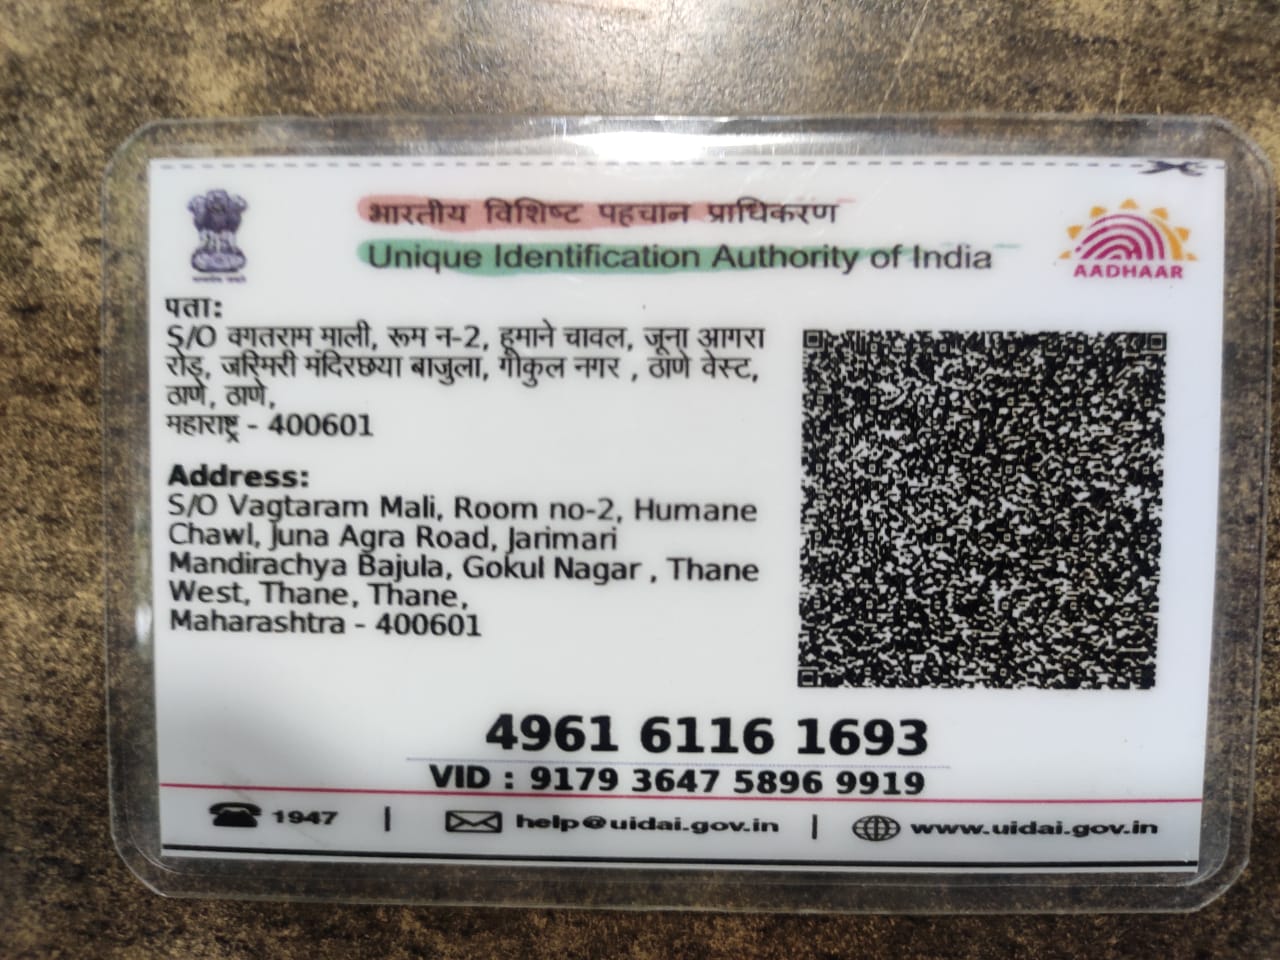 भारतीय विशिष्ट पहचान प्राधिकरण
Unique Identification Authority of India
AADHAAR
पता:
S/O वगतराम माली, रूम न-2, हूमाने चावल, जूना आगरा
रोड़, जरिमरी मंदिरछया बाजुला, गोकुल नगर , ठाणे वेस्ट,
ठाणे, ठाणे,
महाराष्ट्र - 400601
Address:
S/O Vagtaram Mali, Room no-2, Humane
Chawl, Juna Agra Road, Jarimari
Mandirachya Bajula, Gokul Nagar , Thane
West, Thane, Thane,
Maharashtra - 400601
4961 6116 1693
VID : 9179 3647 5896 9919
1947 | help@uidai.gov.in | www.uidai.gov.in